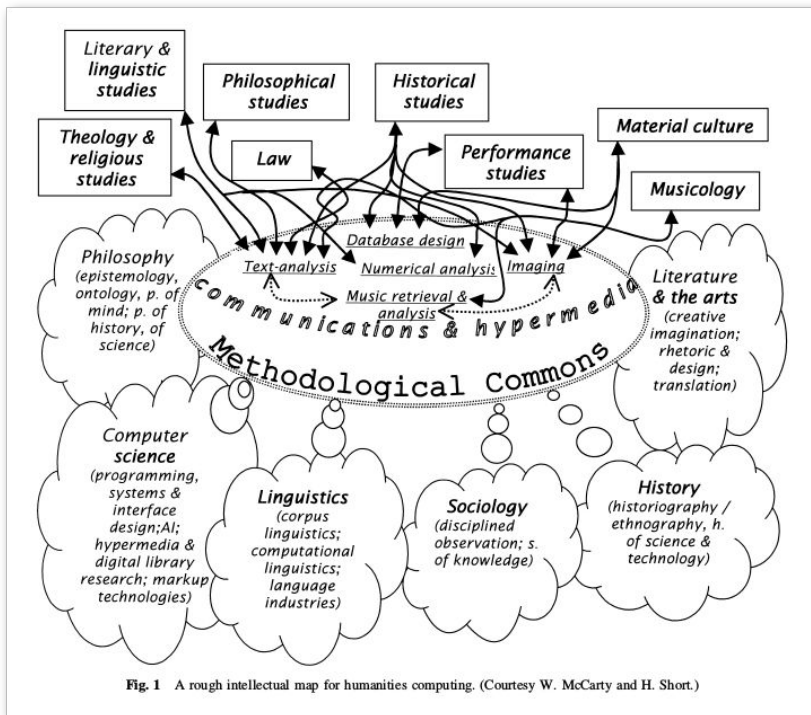 Literary &
linguistic
studies
Philosophical
studies
Historical
studies
Material culture
Theology &
religious
studies
Law
Performance
studies
Musicology
Database design
Text-analysis
Numerical analysis
Imaging
Music retrieval &
analysis
communications & hypermedia
Methodological Commons
Philosophy
(epistemology,
ontology, p. of
mind; p. of
history, of
science)
Literature
& the arts
(creative
imagination;
rhetoric &
design;
translation)
Computer
science
(programming,
systems &
interface
design;AI;
hypermedia &
digital library
research; markup
technologies)
Linguistics
(corpus
linguistics;
computational
linguistics;
language
industries)
Sociology
(disciplined
observation; s.
of knowledge)
History
(historiography /
ethnography, h.
of science &
technology)
Fig. 1 A rough intellectual map for humanities computing. (Courtesy W. McCarty and H. Short.)